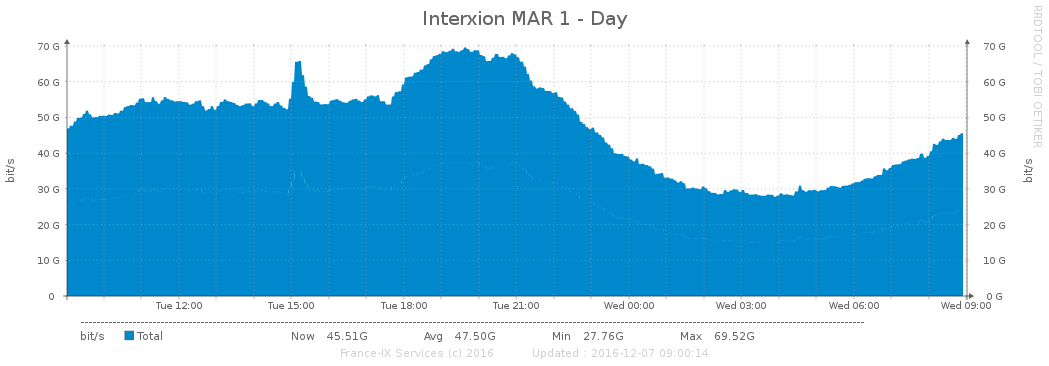 Interxion MAR 1 - Day
RRDTOOL / TOBI OETIKER
70 G 70 G
60 G 60 G
50 G 50 G
40 G 40 G
30 G 30 G
20 G 20 G
10 G 10 G
0 0 G
bit/s bit/s
Tue 12:00 Tue 15:00 Tue 18:00 Tue 21:00 Wed 00:00 Wed 03:00 Wed 06:00 Wed 09:00
bit/s Total Now 45.51G Avg 47.50G Min 27.76G Max 69.52G
France-IX Services (c) 2016 Updated : 2016-12-07 09:00:14